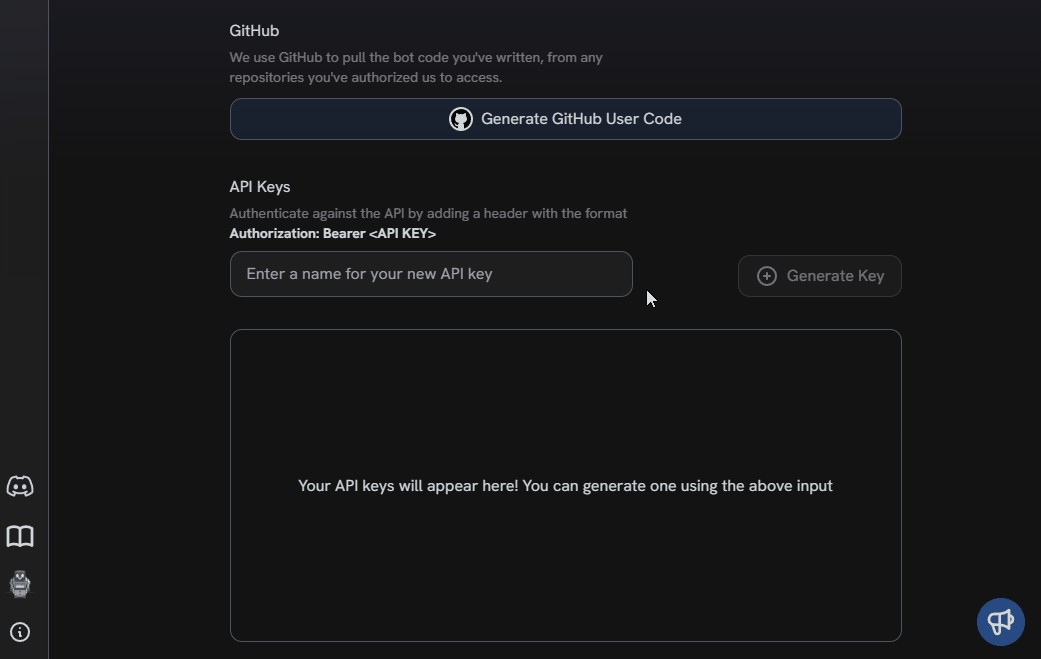 GitHub
We use GitHub to pull the bot code you've written, from any
repositories you've authorized us to access.
Generate GitHub User Code
API Keys
Authenticate against the API by adding a header with the format
Authorization: Bearer <API KEY>
Enter a name for your new API key
Generate Key
Your API keys will appear here! You can generate one using the above input